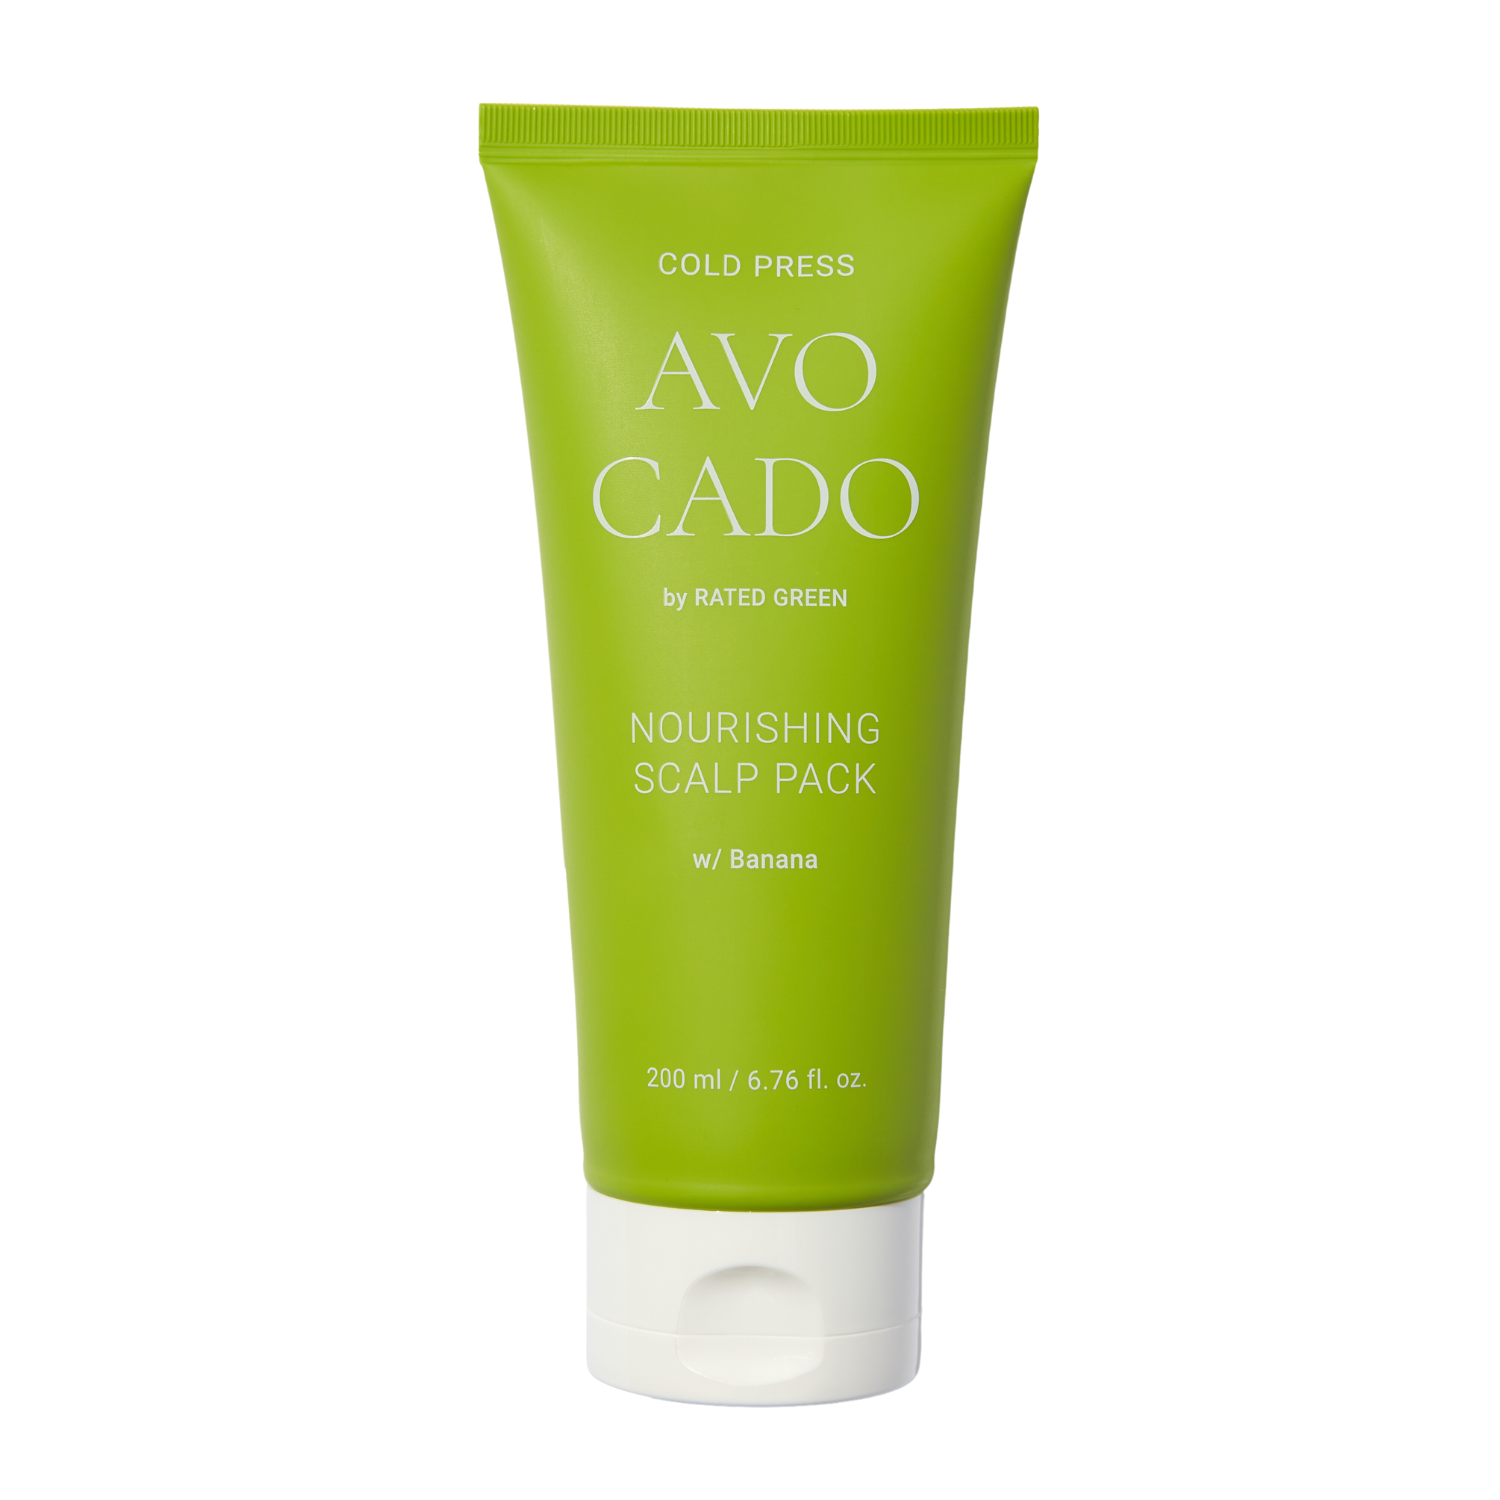 COLD PRESS
AVO
CADO
by RATED GREEN
NOURISHING
SCALP PACK
w/ Banana
200 ml / 6.76 fl. oz.